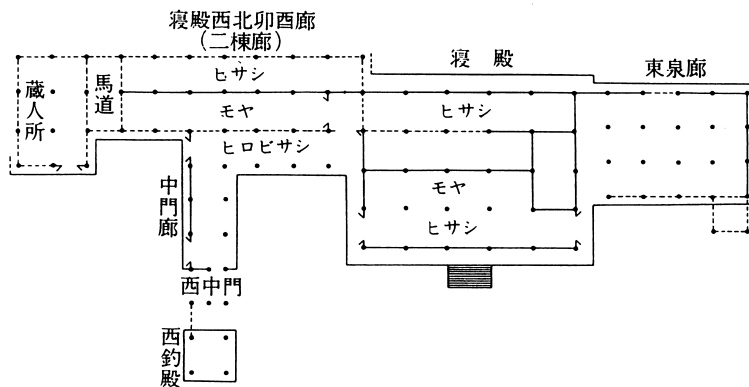 寝殿西北卯酉廊
(二棟廊)
寝殿
東泉廊
ヒサシ
蔵人所
馬道
モヤ
ヒサシ
ヒロビサシ
モヤ
中門廊
ヒサシ
西中門
西釣殿